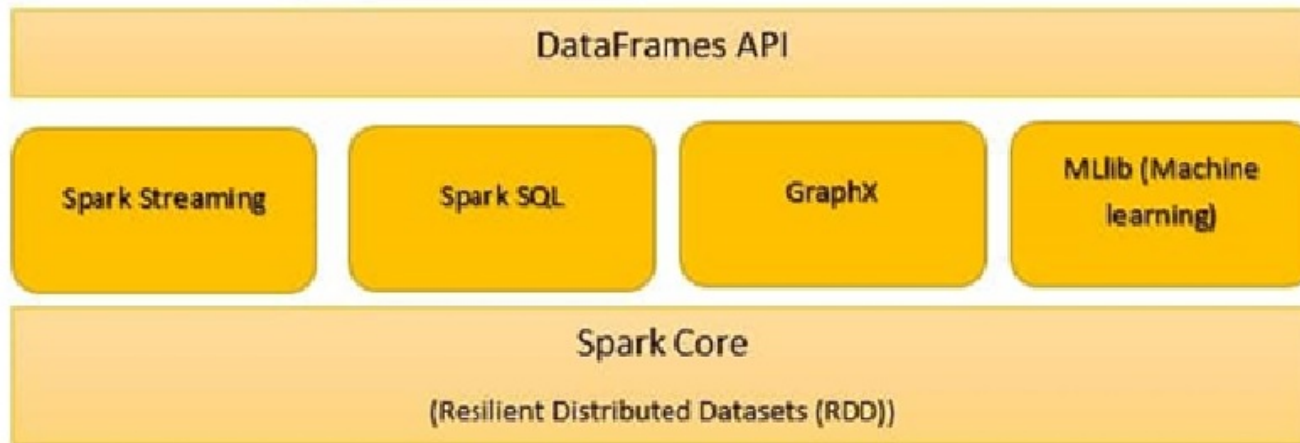 DataFrames API
Spark Streaming
Spark SQL
GraphX
MLlib (Machine
learning)
Spark Core
(Resilient Distributed Datasets (RDD))